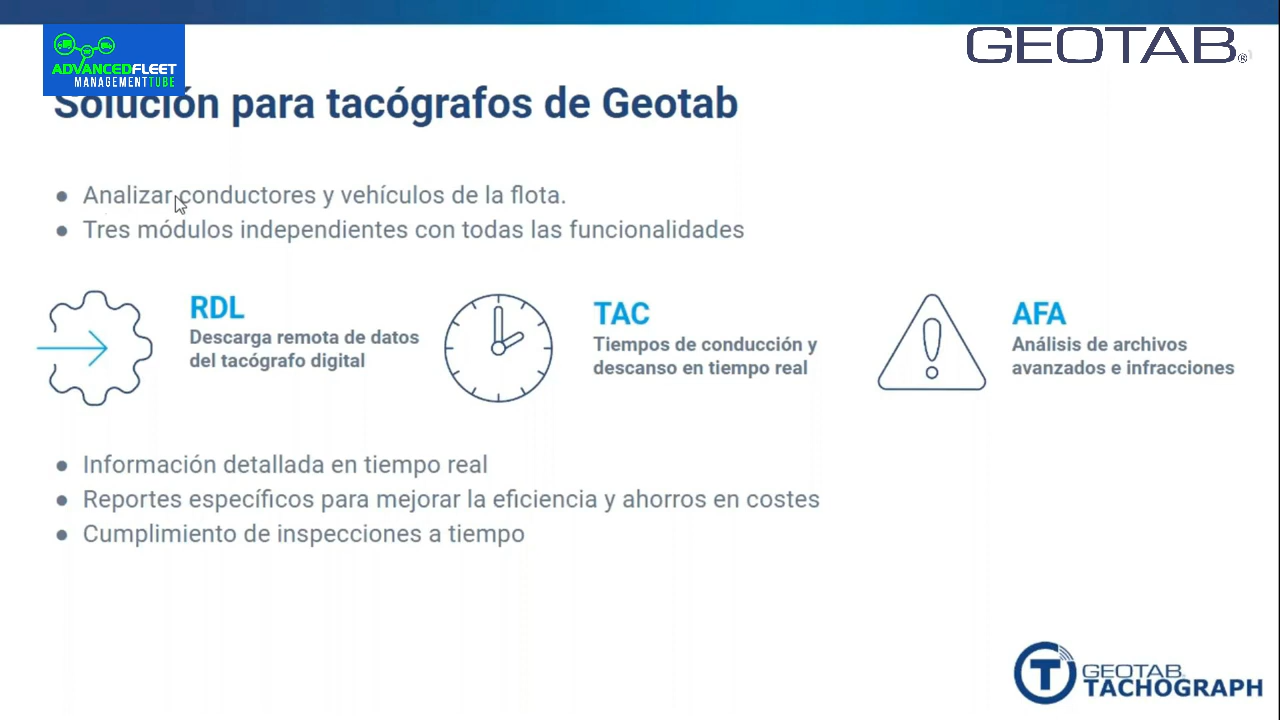 ADVANCEDFLEET
MANAGEMENTTUBE
GEOTAB®
Solución para tacógrafos de Geotab
● Analizar conductores y vehículos de la flota.
● Tres módulos independientes con todas las funcionalidades
RDL
Descarga remota de datos
del tacógrafo digital
TAC
Tiempos de conducción y
descanso en tiempo real
AFA
Análisis de archivos
avanzados e infracciones
● Información detallada en tiempo real
● Reportes específicos para mejorar la eficiencia y ahorros en costes
● Cumplimiento de inspecciones a tiempo
T
GEOTAB
TACHOGRAPH